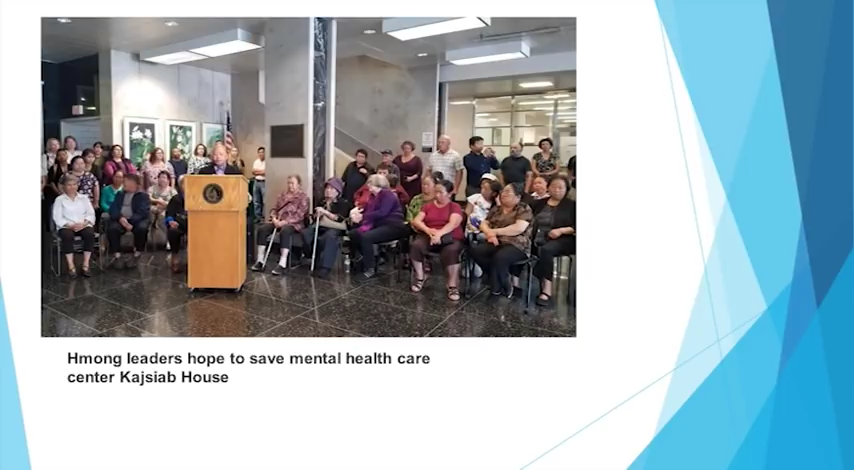 Hmong leaders hope to save mental health care
center Kajsiab House